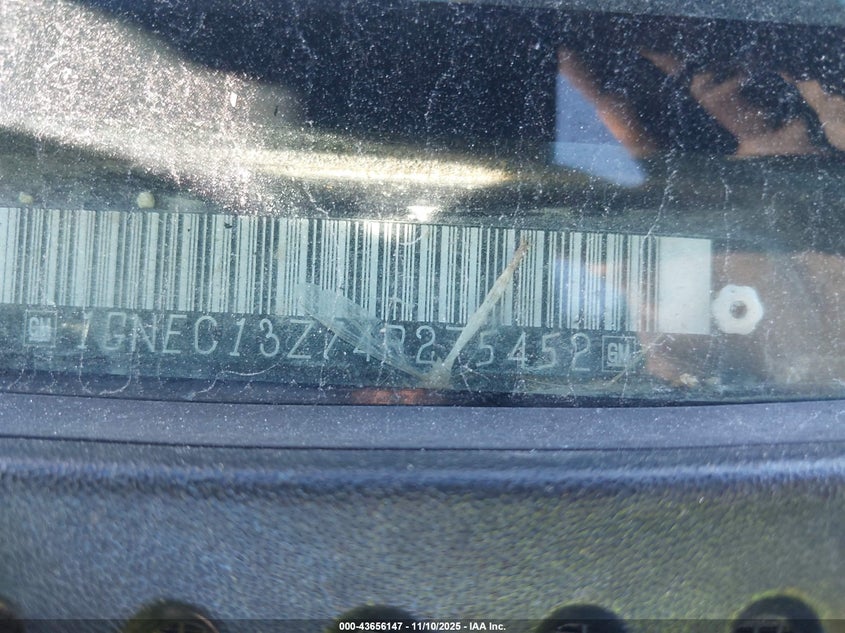 GM 1GNEC13Z74R275452 GM
000-43656147 - 11/10/2025 - IAA Inc.